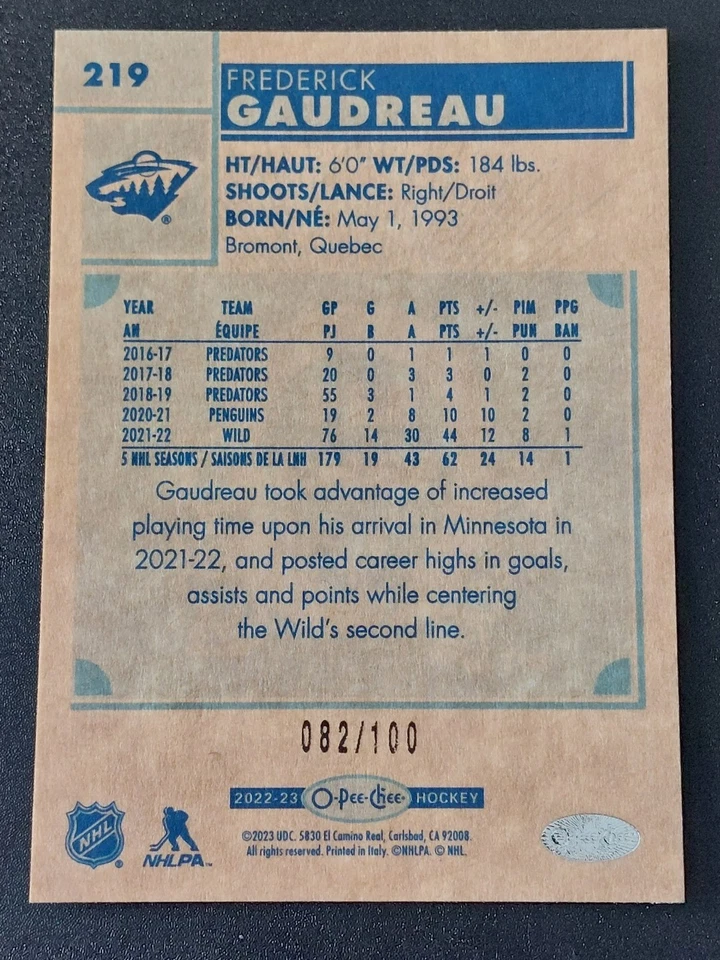 219
FREDERICK
GAUDREAU
HT/HAUT: 6'0" WT/PDS: 184 lbs.
SHOOTS/LANCE: Right/Droit
BORN/NÉ: May 1, 1993
Bromont, Quebec
®
YEAR TEAM GP G A PTS +/- PIM PPG
AN ÉQUIPE PJ B A PTS +/- PUN BAN
2016-17 PREDATORS 9 0 1 1 1 0 0
2017-18 PREDATORS 20 0 3 3 0 2 0
2018-19 PREDATORS 55 3 1 4 1 2 0
2020-21 PENGUINS 19 2 8 10 10 2 0
2021-22 WILD 76 14 30 44 12 8 1
5 NHL SEASONS / SAISONS DE LA LNH 179 19 43 62 24 14 1
Gaudreau took advantage of increased
playing time upon his arrival in Minnesota in
2021-22, and posted career highs in goals,
assists and points while centering
the Wild's second line.
082/100
2022-23 O-Pee-Chee HOCKEY
NHL ®
NHLPA™
©2023 UDC. 5830 El Camino Real, Carlsbad, CA 92008.
All rights reserved. Printed in Italy. ©NHLPA. © NHL.
O-Pee-Chee